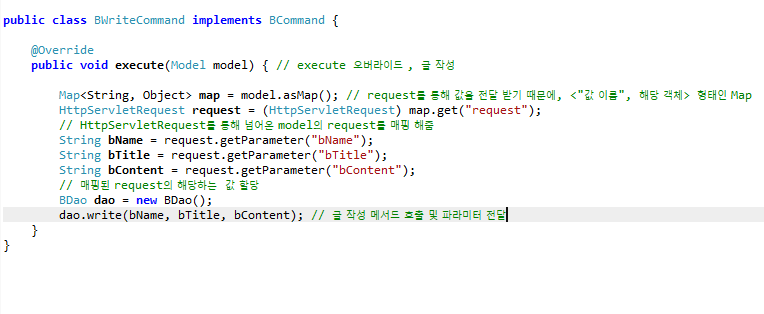 public class BWriteCommand implements BCommand {
@Override
public void execute(Model model) { // execute 오버라이드 , 글 작성
Map<String, Object> map = model.asMap(); // request를 통해 값을 전달 받기 때문에, <"값 이름", 해당 객체> 형태인 Map
HttpServletRequest request = (HttpServletRequest) map.get("request");
// HttpServletRequest를 통해 넘어온 model의 request를 매핑 해줌
String bName = request.getParameter("bName");
String bTitle = request.getParameter("bTitle");
String bContent = request.getParameter("bContent");
// 매핑된 request의 해당하는 값 할당
BDao dao = new BDao();
dao.write(bName, bTitle, bContent); // 글 작성 메서드 호출 및 파라미터 전달
}
}